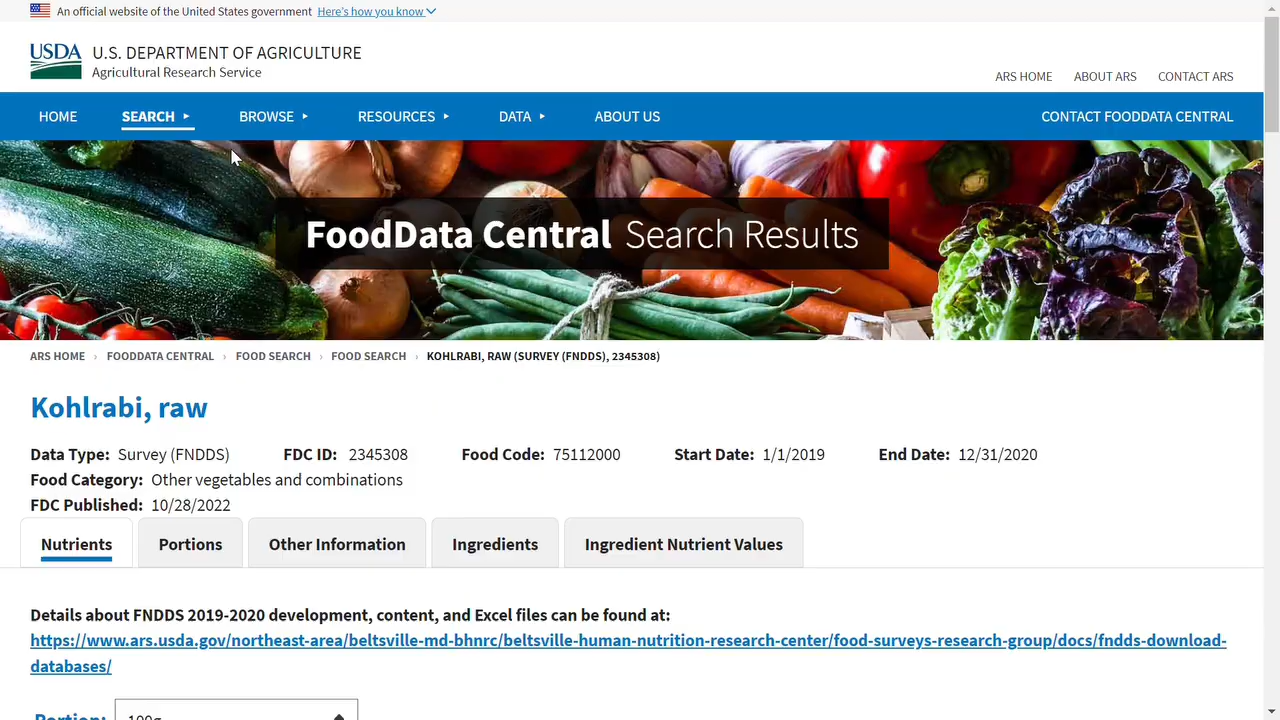 An official website of the United States government Here's how you know
USDA
U.S. DEPARTMENT OF AGRICULTURE
Agricultural Research Service
ARS HOME ABOUT ARS CONTACT ARS
HOME SEARCH BROWSE RESOURCES DATA ABOUT US CONTACT FOODDATA CENTRAL
FoodData Central Search Results
ARS HOME › FOODDATA CENTRAL › FOOD SEARCH › FOOD SEARCH › KOHLRABI, RAW (SURVEY (FNDDS), 2345308)
Kohlrabi, raw
Data Type: Survey (FNDDS) FDC ID: 2345308 Food Code: 75112000 Start Date: 1/1/2019 End Date: 12/31/2020
Food Category: Other vegetables and combinations
FDC Published: 10/28/2022
Nutrients Portions Other Information Ingredients Ingredient Nutrient Values
Details about FNDDS 2019-2020 development, content, and Excel files can be found at:
https://www.ars.usda.gov/northeast-area/beltsville-md-bhnrc/beltsville-human-nutrition-research-center/food-surveys-research-group/docs/fndds-download-
databases/
Portion: 100g